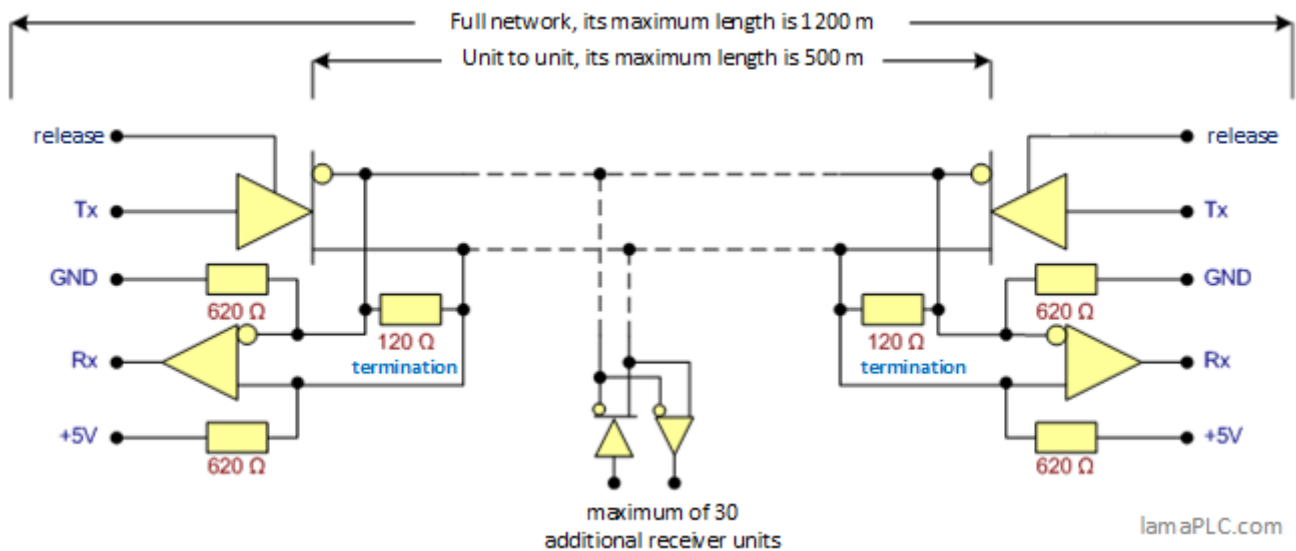 Full network, its maximum length is 1200 m
Unit to unit, its maximum length is 500 m
release
release
Tx
Tx
GND
620 Ω
620 Ω
GND
Rx
120 Ω
termination
120 Ω
termination
Rx
+5V
620 Ω
620 Ω
+5V
maximum of 30
additional receiver units
lamaPLC.com